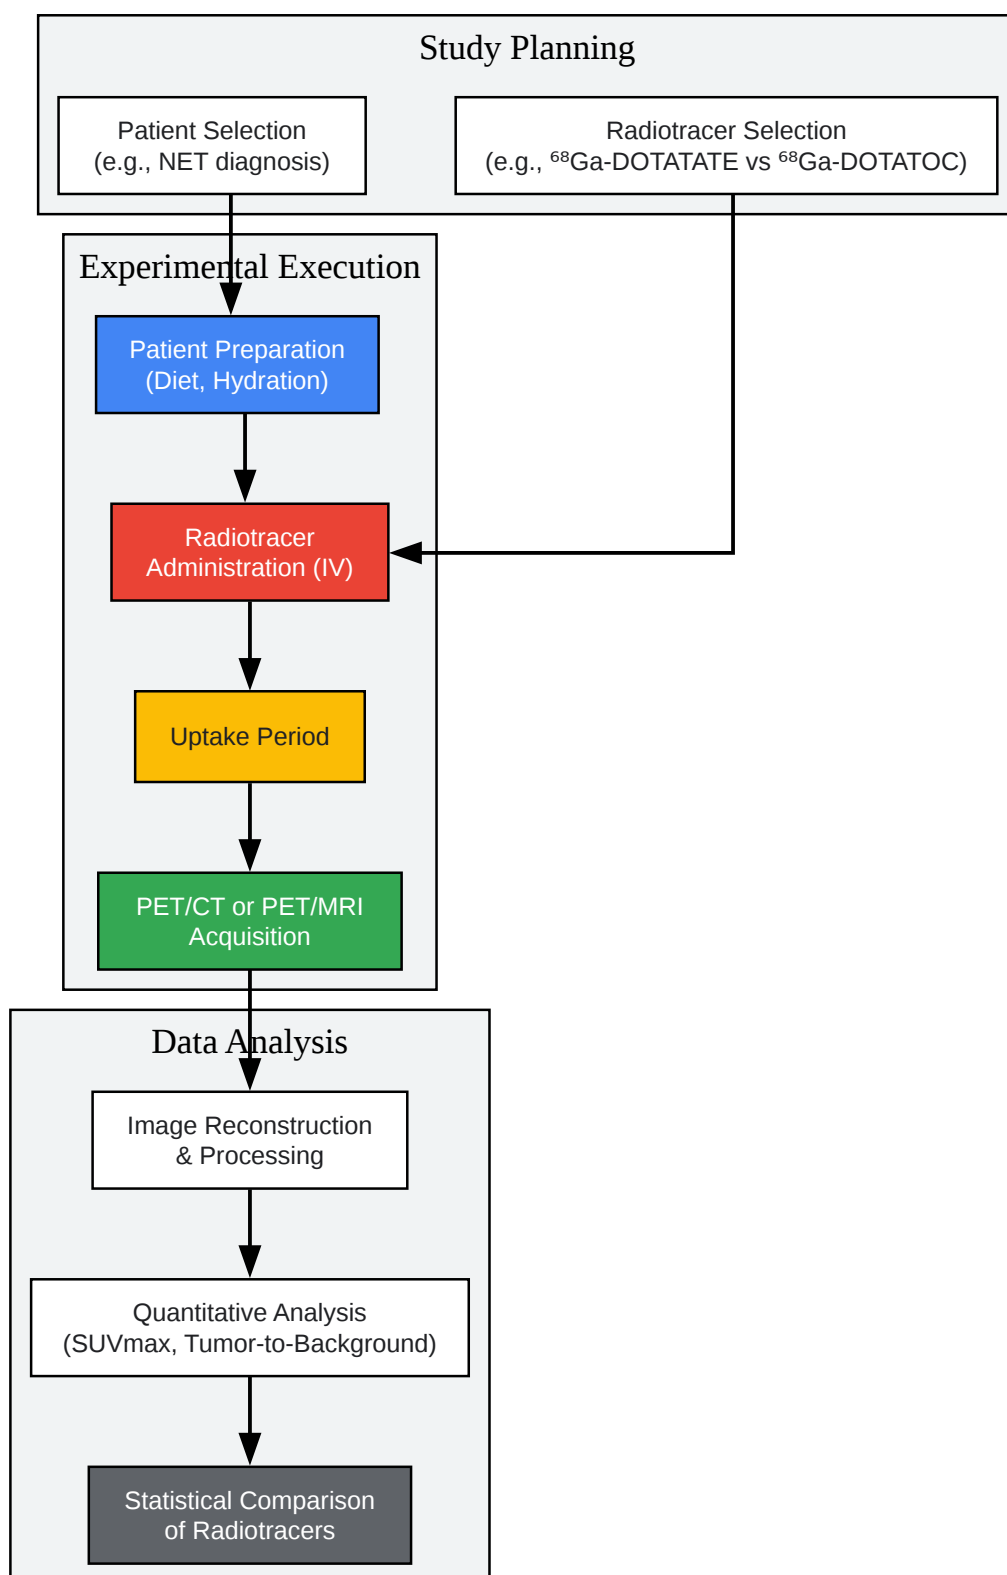 Study Planning
Patient Selection
(e.g., NET diagnosis)
Radiotracer Selection
(e.g., ⁶⁸Ga-DOTATATE vs ⁶⁸Ga-DOTATOC)
Experimental Execution
Patient Preparation
(Diet, Hydration)
Radiotracer
Administration (IV)
Uptake Period
PET/CT or PET/MRI
Acquisition
Data Analysis
Image Reconstruction
& Processing
Quantitative Analysis
(SUVmax, Tumor-to-Background)
Statistical Comparison
of Radiotracers